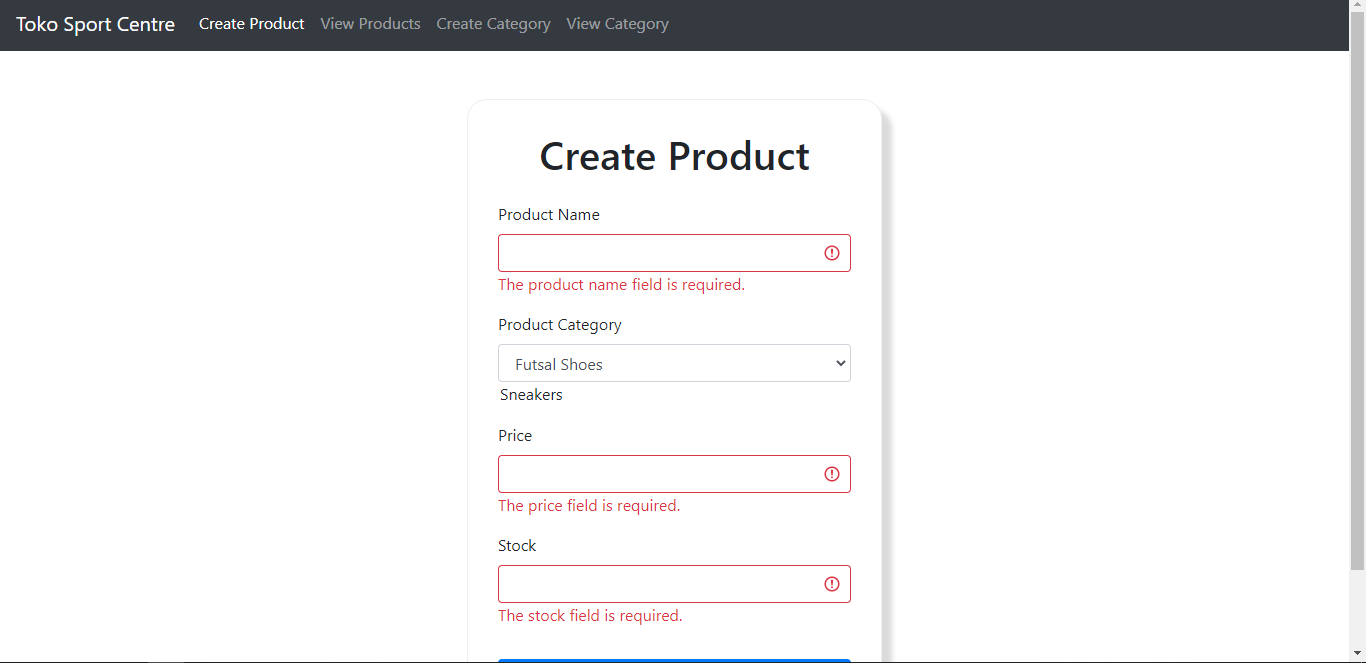 Toko Sport Centre Create Product View Products Create Category View Category
Create Product
Product Name
The product name field is required.
Product Category
Futsal Shoes
Sneakers
Price
The price field is required.
Stock
The stock field is required.